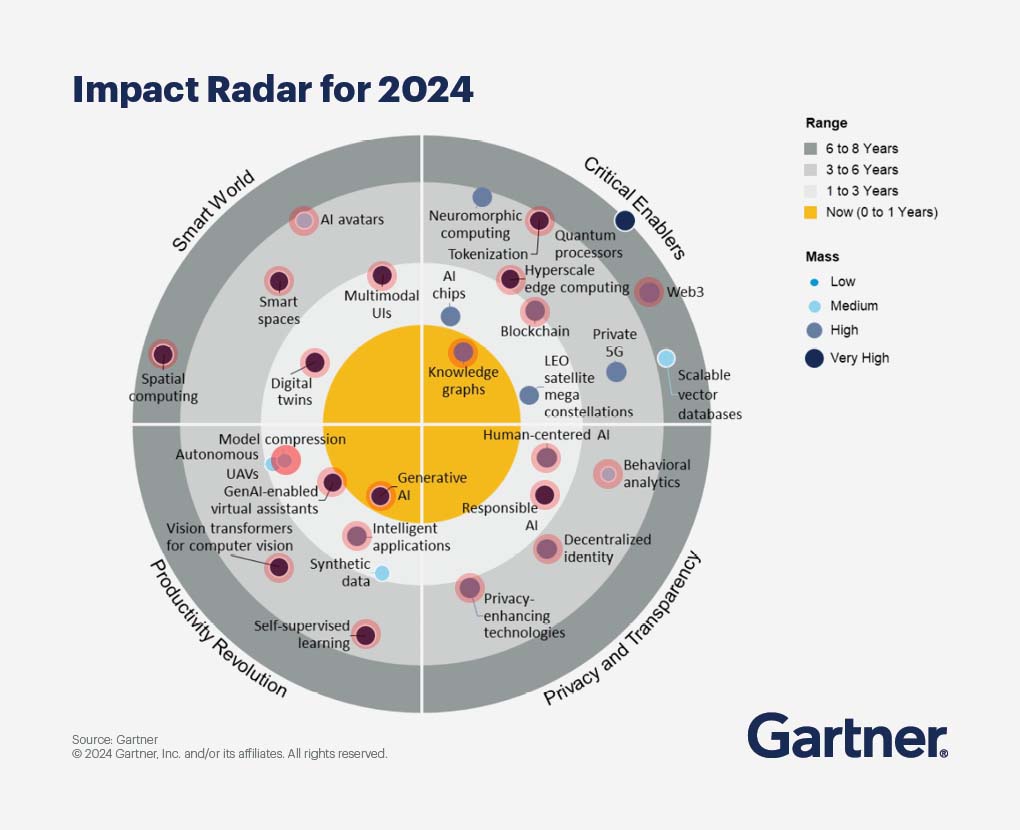 Impact Radar for 2024
Range
6 to 8 Years
3 to 6 Years
1 to 3 Years
Now (0 to 1 Years)
Mass
Low
Medium
High
Very High
Smart World
AI avatars
Smart
spaces
Multimodal
UIs
Spatial
computing
Digital
twins
Critical Enablers
Neuromorphic
computing
Tokenization
Quantum
processors
AI
chips
Hyperscale
edge computing
Web3
Blockchain
Private
5G
Knowledge
graphs
LEO
satellite
mega
constellations
Scalable
vector
databases
Model compression
Autonomous
UAVs
GenAI-enabled
virtual assistants
Generative
AI
Vision transformers
for computer vision
Intelligent
applications
Synthetic
data
Self-supervised
learning
Productivity Revolution
Human-centered AI
Behavioral
analytics
Responsible
AI
Decentralized
identity
Privacy-
enhancing
technologies
Privacy and Transparency
Source: Gartner
© 2024 Gartner, Inc. and/or its affiliates. All rights reserved.
Gartner®